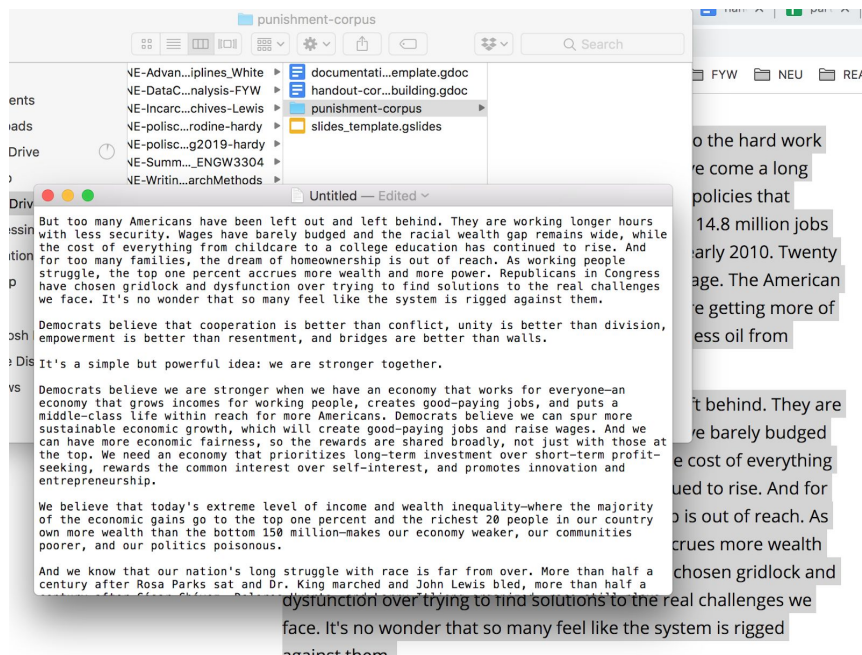 punishment-corpus
Search
NE-Advan...iplines_White
NE-DataC...nalysis-FYW
NE-Incarc...chives-Lewis
NE-polisc...rodine-hardy
NE-polisc...g2019-hardy
NE-Summ..._ENGW3304
NE-Writin...archMethods
documentati...emplate.gdoc
handout-cor...building.gdoc
punishment-corpus
slides_template.gslides
ents
oads
Drive
FYW NEU REA
Untitled — Edited
But too many Americans have been left out and left behind. They are working longer hours
with less security. Wages have barely budged and the racial wealth gap remains wide, while
the cost of everything from childcare to a college education has continued to rise. And
for too many families, the dream of homeownership is out of reach. As working people
struggle, the top one percent accrues more wealth and more power. Republicans in Congress
have chosen gridlock and dysfunction over trying to find solutions to the real challenges
we face. It's no wonder that so many feel like the system is rigged against them.
Democrats believe that cooperation is better than conflict, unity is better than division,
empowerment is better than resentment, and bridges are better than walls.
It's a simple but powerful idea: we are stronger together.
Democrats believe we are stronger when we have an economy that works for everyone—an
economy that grows incomes for working people, creates good-paying jobs, and puts a
middle-class life within reach for more Americans. Democrats believe we can spur more
sustainable economic growth, which will create good-paying jobs and raise wages. And we
can have more economic fairness, so the rewards are shared broadly, not just with those at
the top. We need an economy that prioritizes long-term investment over short-term profit-
seeking, rewards the common interest over self-interest, and promotes innovation and
entrepreneurship.
We believe that today's extreme level of income and wealth inequality—where the majority
of the economic gains go to the top one percent and the richest 20 people in our country
own more wealth than the bottom 150 million—makes our economy weaker, our communities
poorer, and our politics poisonous.
And we know that our nation's long struggle with race is far from over. More than half a
century after Rosa Parks sat and Dr. King marched and John Lewis bled, more than half a
o the hard work
e come a long
policies that
14.8 million jobs
early 2010. Twenty
age. The American
re getting more of
ess oil from
ft behind. They are
ve barely budged
e cost of everything
ued to rise. And for
is out of reach. As
crues more wealth
chosen gridlock and
dysfunction over trying to find solutions to the real challenges we
face. It's no wonder that so many feel like the system is rigged
against them.